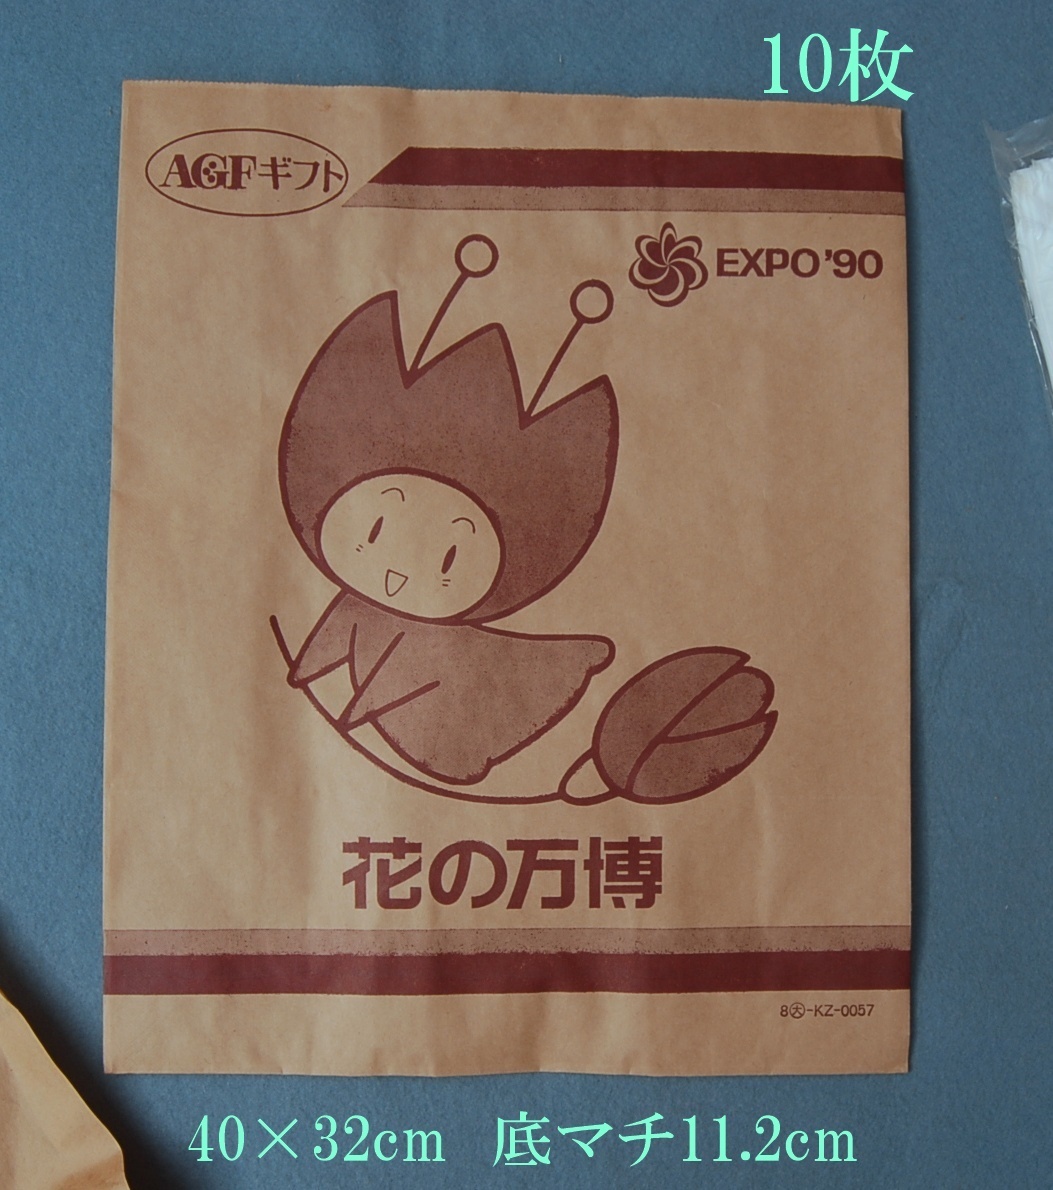 10枚
AGFギフト
EXPO '90
花の万博
8㊛-KZ-0057
40×32cm 底マチ11.2cm